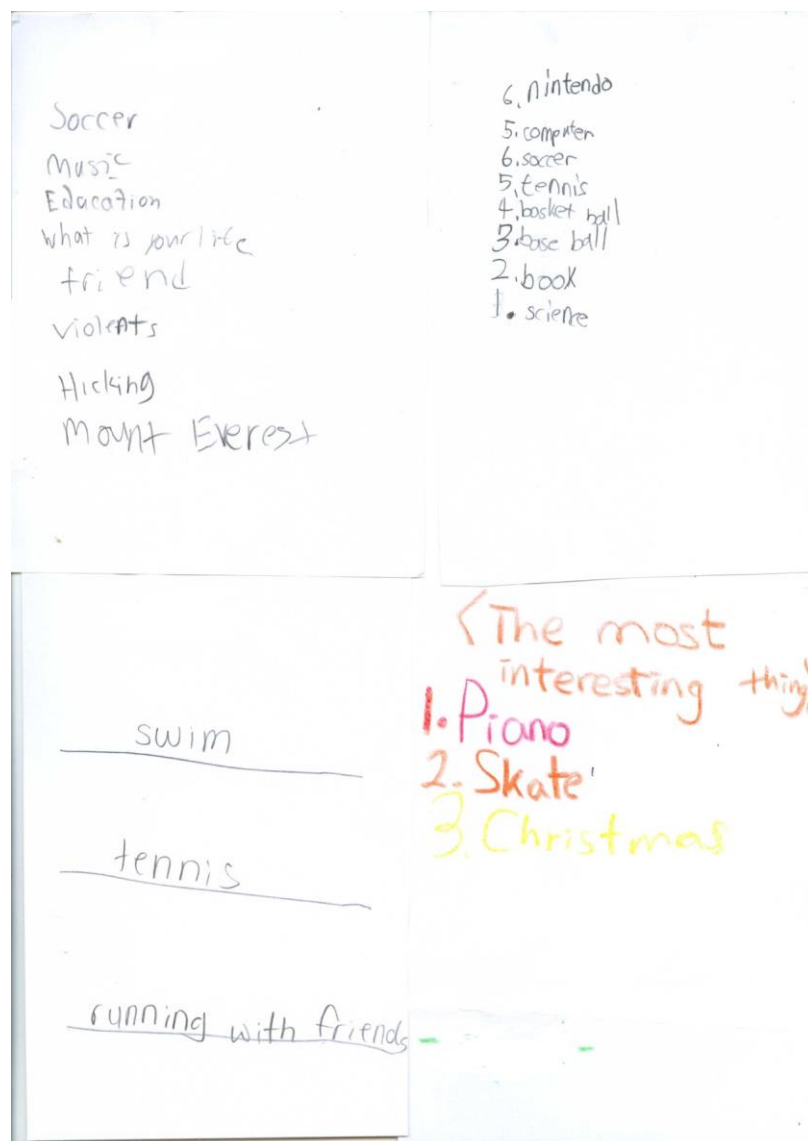 Soccer
Music
Education
what is your life
friend
violents
Hicking
Mount Everest
6. nintendo
5. computer
6. soccer
5. tennis
4. basket ball
3. base ball
2. book
1. science
swim
tennis
running with friends
<The most
interesting thing>
1. Piano
2. Skate
3. Christmas